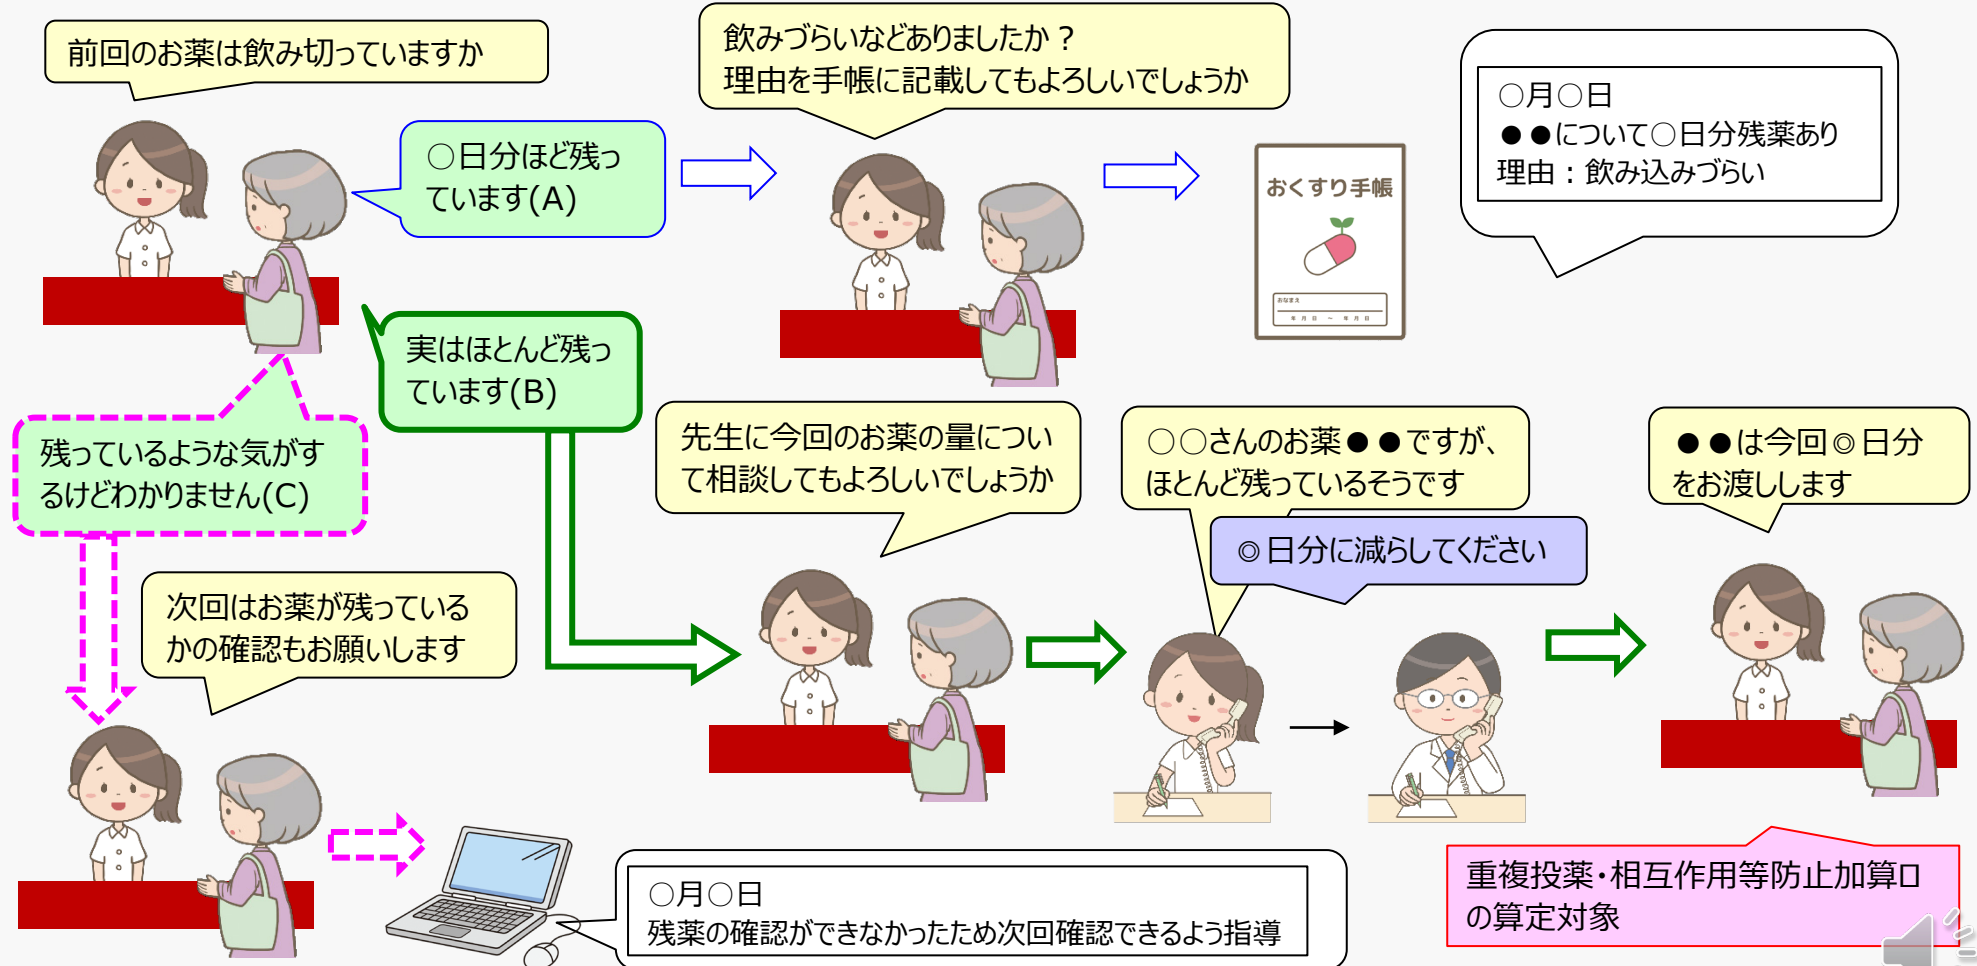 前回のお薬は飲み切っていますか
飲みづらいなどありましたか？
理由を手帳に記載してもよろしいでしょうか
○月○日
●●について○日分残薬あり
理由：飲み込みづらい
○日分ほど残っ
ています(A)
おくすり手帳
おなまえ
年 月 日 ～ 年 月 日
実はほとんど残っ
ています(B)
残っているような気がす
るけどわかりません(C)
先生に今回のお薬の量につい
て相談してもよろしいでしょうか
○○さんのお薬●●ですが、
ほとんど残っているそうです
◎日分に減らしてください
●●は今回◎日分
をお渡しします
次回はお薬が残っている
かの確認もお願いします
○月○日
残薬の確認ができなかったため次回確認できるよう指導
重複投薬・相互作用等防止加算ロ
の算定対象